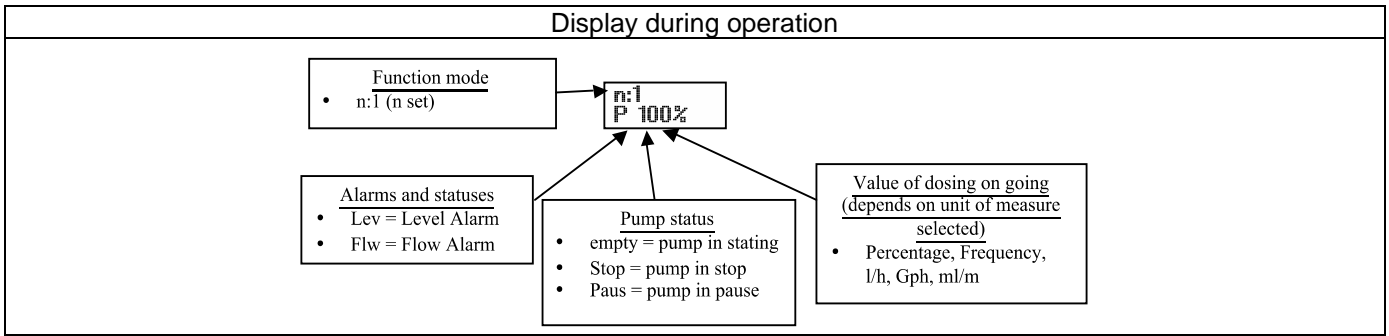 Display during operation
Function mode
• n:1 (n set)
n:1
P 100%
Alarms and statuses
• Lev = Level Alarm
• Flw = Flow Alarm
Pump status
• empty = pump in stating
• Stop = pump in stop
• Paus = pump in pause
Value of dosing on going
(depends on unit of measure
selected)
• Percentage, Frequency,
l/h, Gph, ml/m